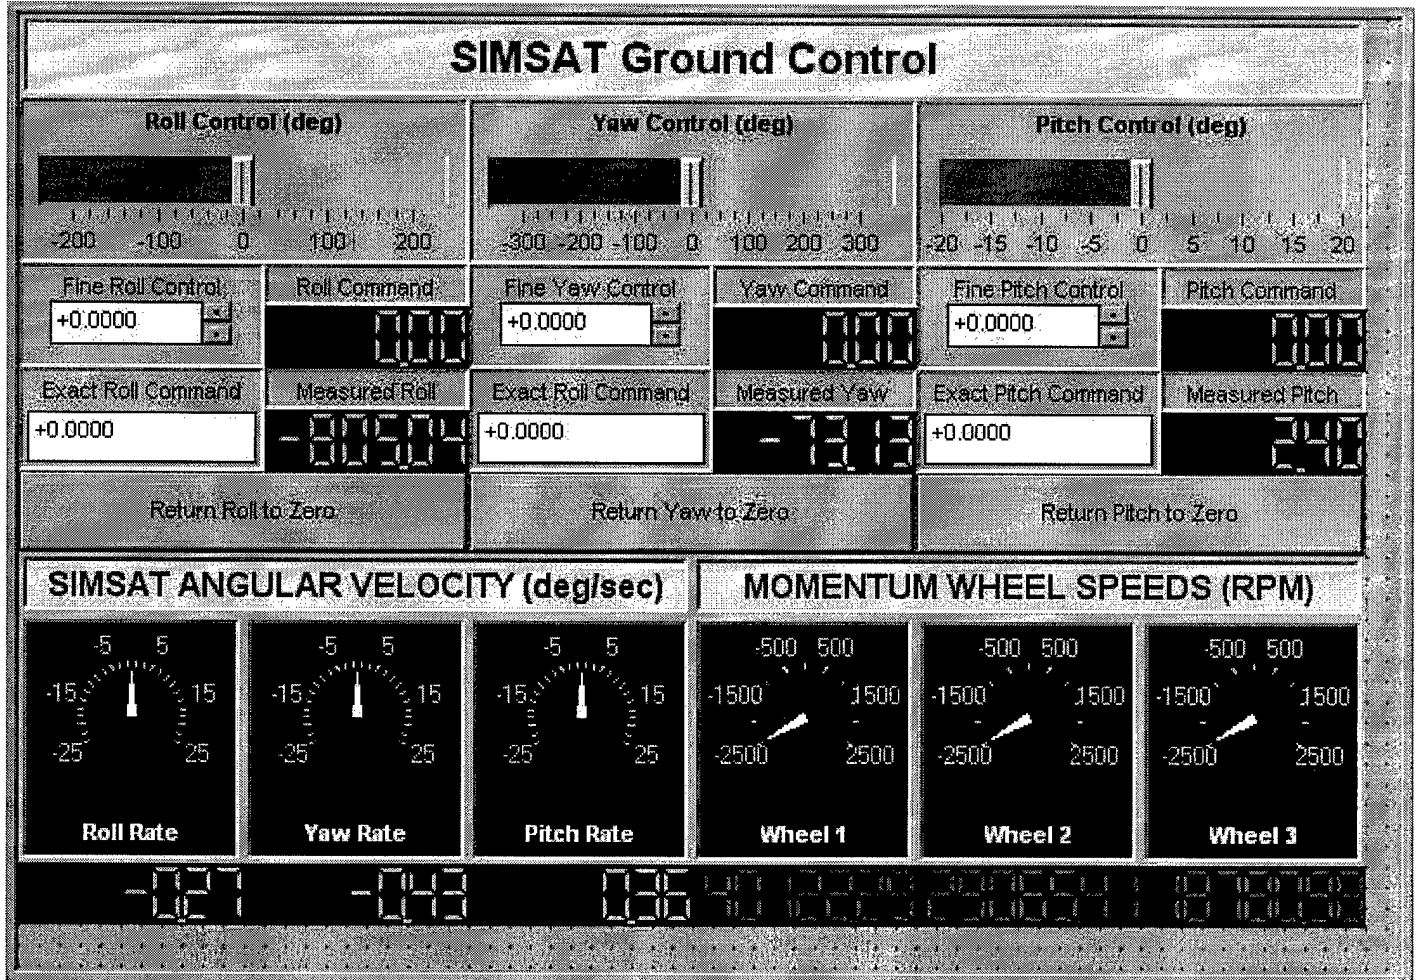 SIMSAT Ground Control
Roll Control (deg) Yaw Control (deg) Pitch Control (deg)
-200 -100 0 100 200 -300 -200 -100 0 100 200 300 -20 -15 -10 -5 0 5 10 15 20
Fine Roll Control Roll Command Fine Yaw Control Yaw Command Fine Pitch Control Pitch Command
+0.0000 0.00 +0.0000 0.00 +0.0000 0.00
Exact Roll Command Measured Roll Exact Roll Command Measured Yaw Exact Pitch Command Measured Pitch
+0.0000 -805.04 +0.0000 -73.13 +0.0000 2.40
Return Roll to Zero Return Yaw to Zero Return Pitch to Zero
SIMSAT ANGULAR VELOCITY (deg/sec) MOMENTUM WHEEL SPEEDS (RPM)
-5 5 -5 5 -5 5 -500 500 -500 500 -500 500
-15 15 -15 15 -15 15 -1500 1500 -1500 1500 -1500 1500
-25 25 -25 25 -25 25 -2500 2500 -2500 2500 -2500 2500
Roll Rate Yaw Rate Pitch Rate Wheel 1 Wheel 2 Wheel 3
-0.27 -0.43 0.36